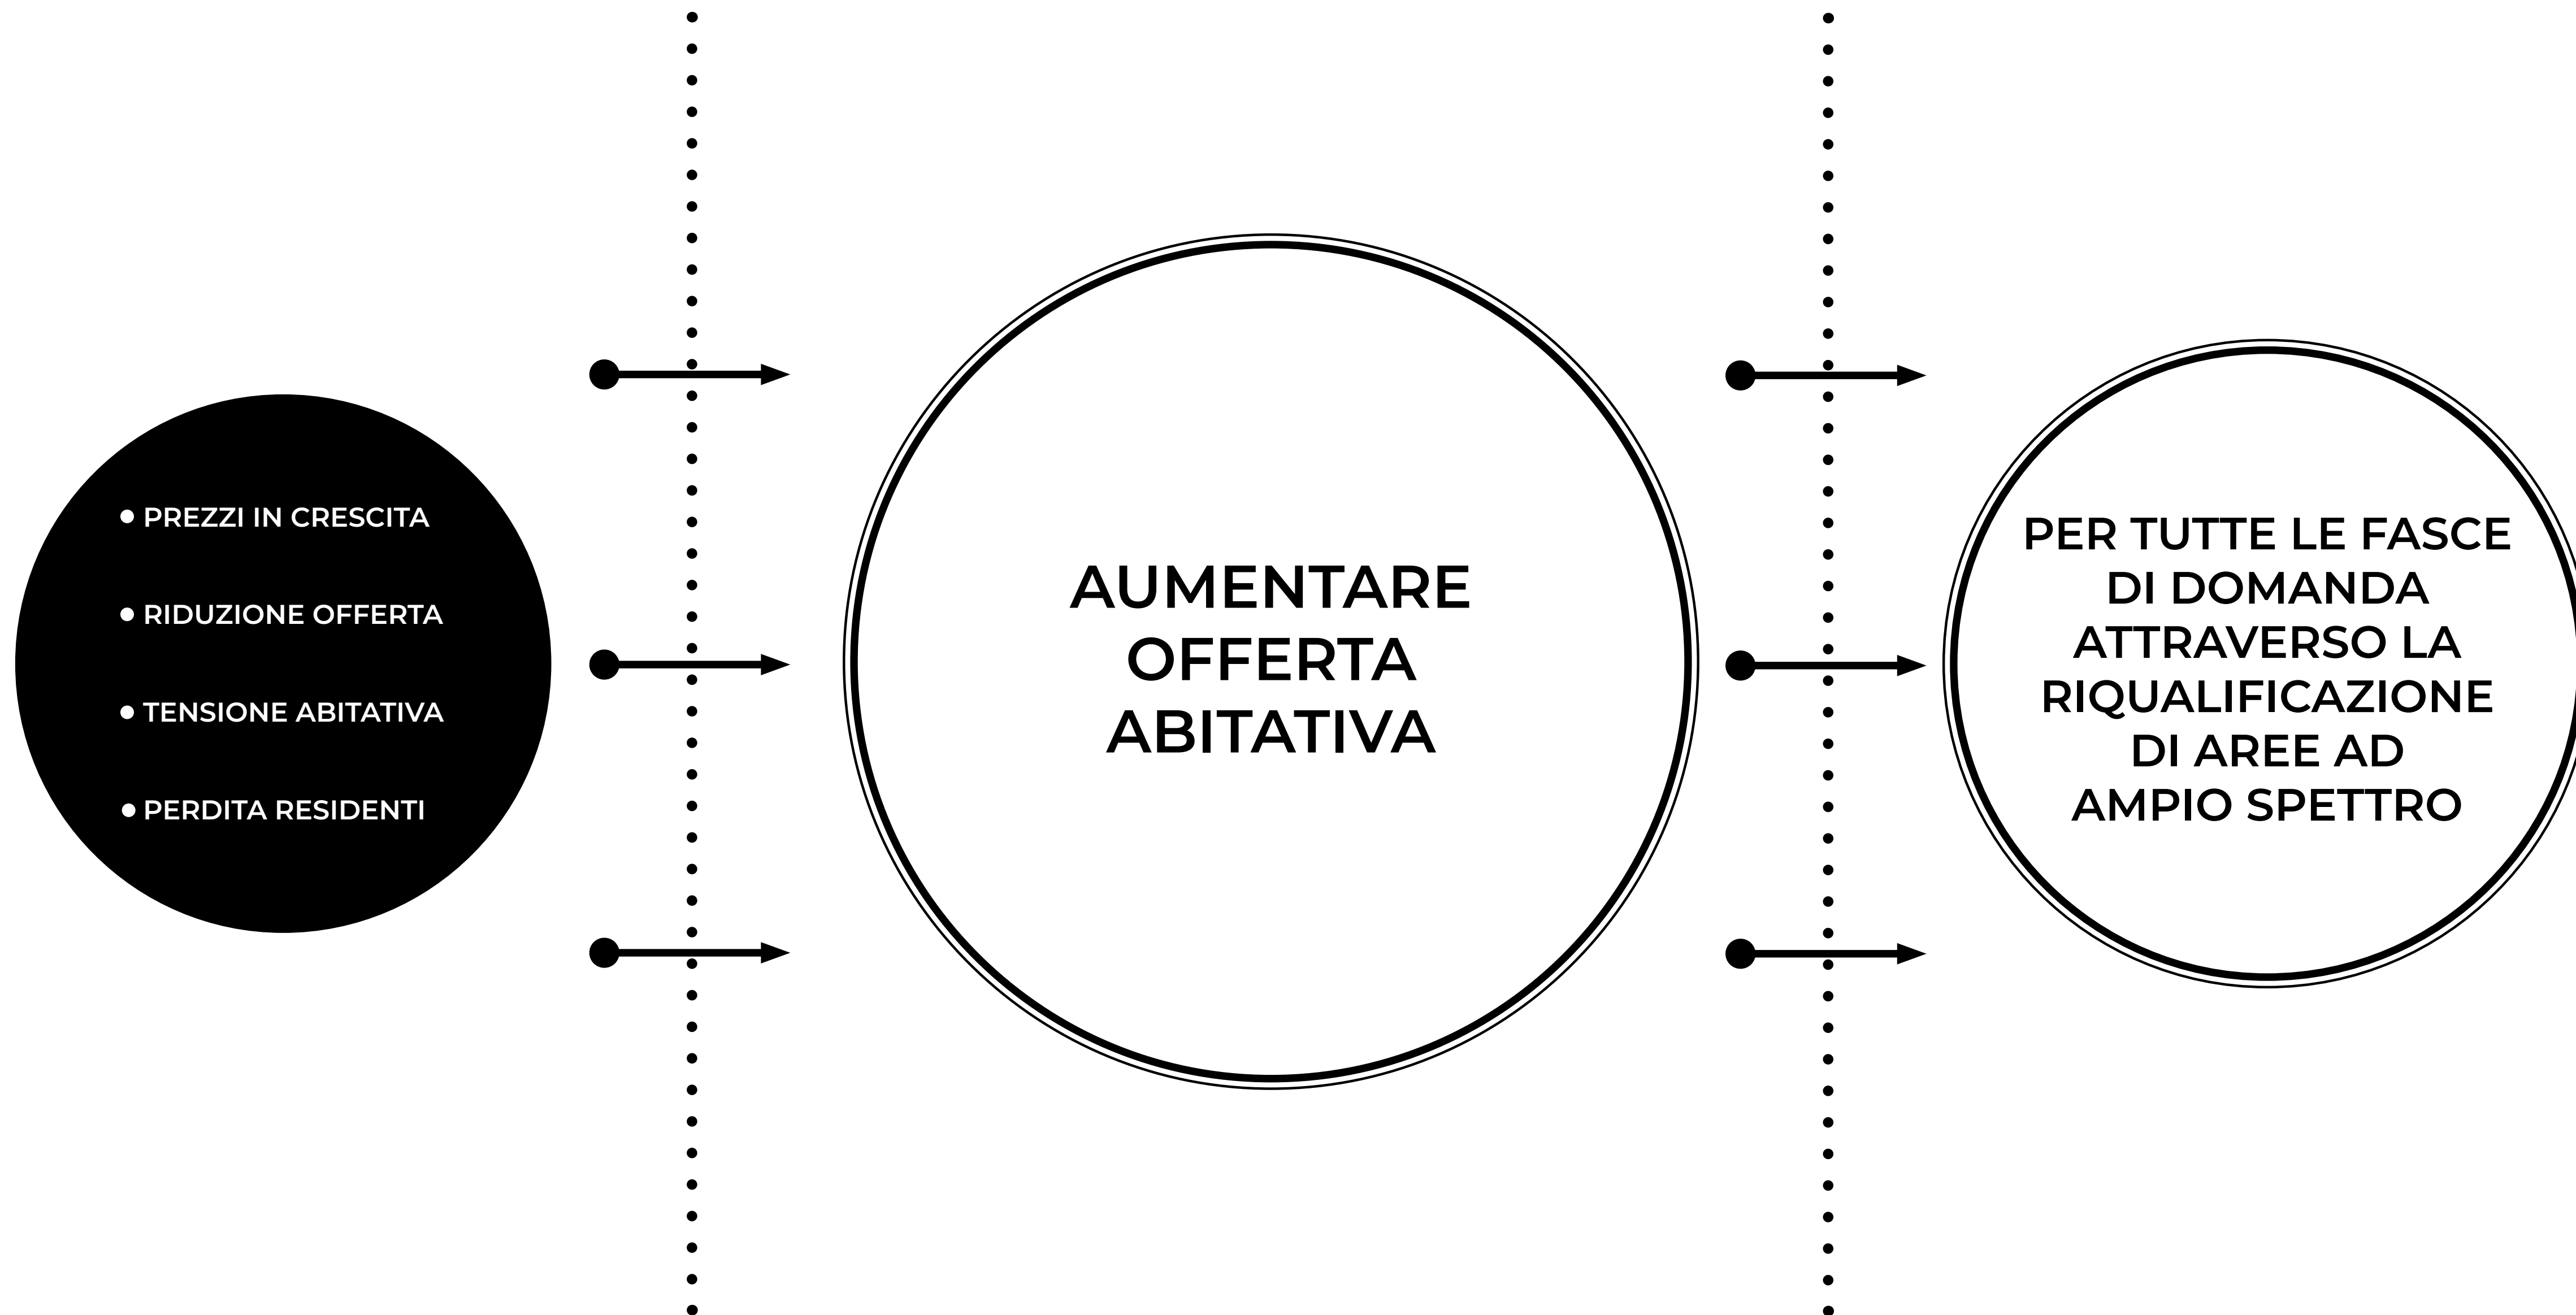 • PREZZI IN CRESCITA
• RIDUZIONE OFFERTA
• TENSIONE ABITATIVA
• PERDITA RESIDENTI
AUMENTARE
OFFERTA
ABITATIVA
PER TUTTE LE FASCE
DI DOMANDA
ATTRAVERSO LA
RIQUALIFICAZIONE
DI AREE AD
AMPIO SPETTRO